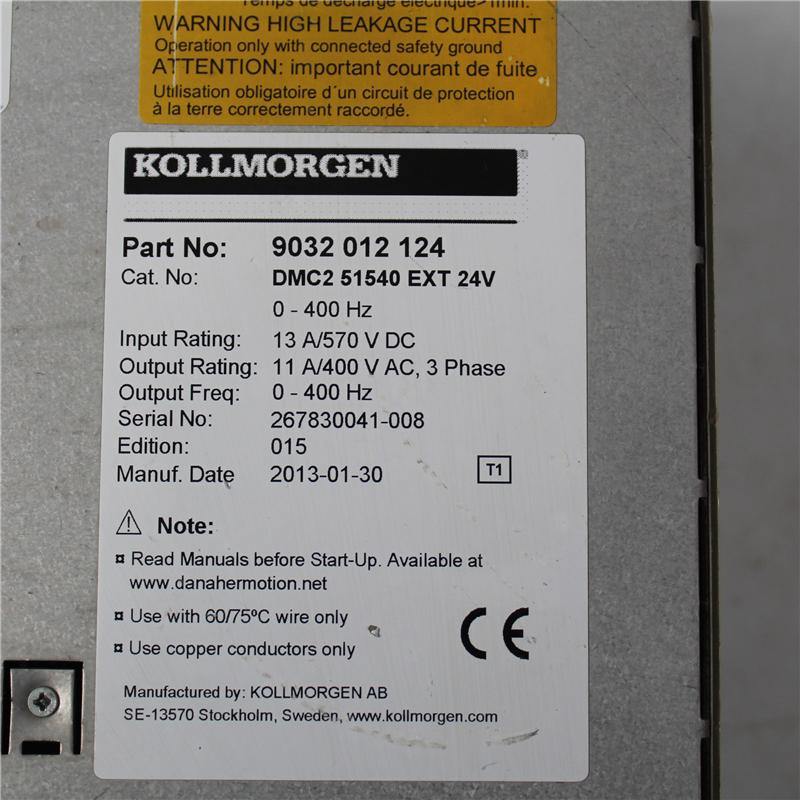 Temps de décharge électrique>1min.
WARNING HIGH LEAKAGE CURRENT
Operation only with connected safety ground
ATTENTION: important courant de fuite
Utilisation obligatoire d´un circuit de protection
à la terre correctement raccordé.
KOLLMORGEN®
Part No: 9032 012 124
Cat. No: DMC2 51540 EXT 24V
0 - 400 Hz
Input Rating: 13 A/570 V DC
Output Rating: 11 A/400 V AC, 3 Phase
Output Freq: 0 - 400 Hz
Serial No: 267830041-008
Edition: 015
Manuf. Date 2013-01-30 T1
⚠ Note:
¤ Read Manuals before Start-Up. Available at
www.danahermotion.net
¤ Use with 60/75ºC wire only
¤ Use copper conductors only
CE
Manufactured by: KOLLMORGEN AB
SE-13570 Stockholm, Sweden, www.kollmorgen.com